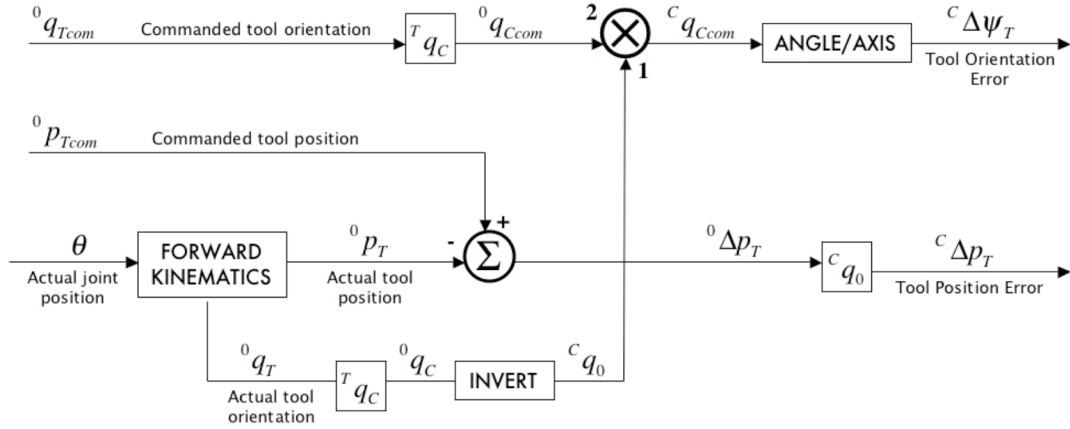 ⁰q_Tcom
Commanded tool orientation
ᵀq_C
⁰q_Ccom
2
1
ᶜq_Ccom
ANGLE/AXIS
ᶜΔψ_T
Tool Orientation
Error
⁰p_Tcom
Commanded tool position
+
-
Σ
θ
Actual joint
position
FORWARD
KINEMATICS
⁰p_T
Actual tool
position
⁰Δp_T
ᶜq_0
ᶜΔp_T
Tool Position Error
⁰q_T
Actual tool
orientation
ᵀq_C
⁰q_C
INVERT
ᶜq_0